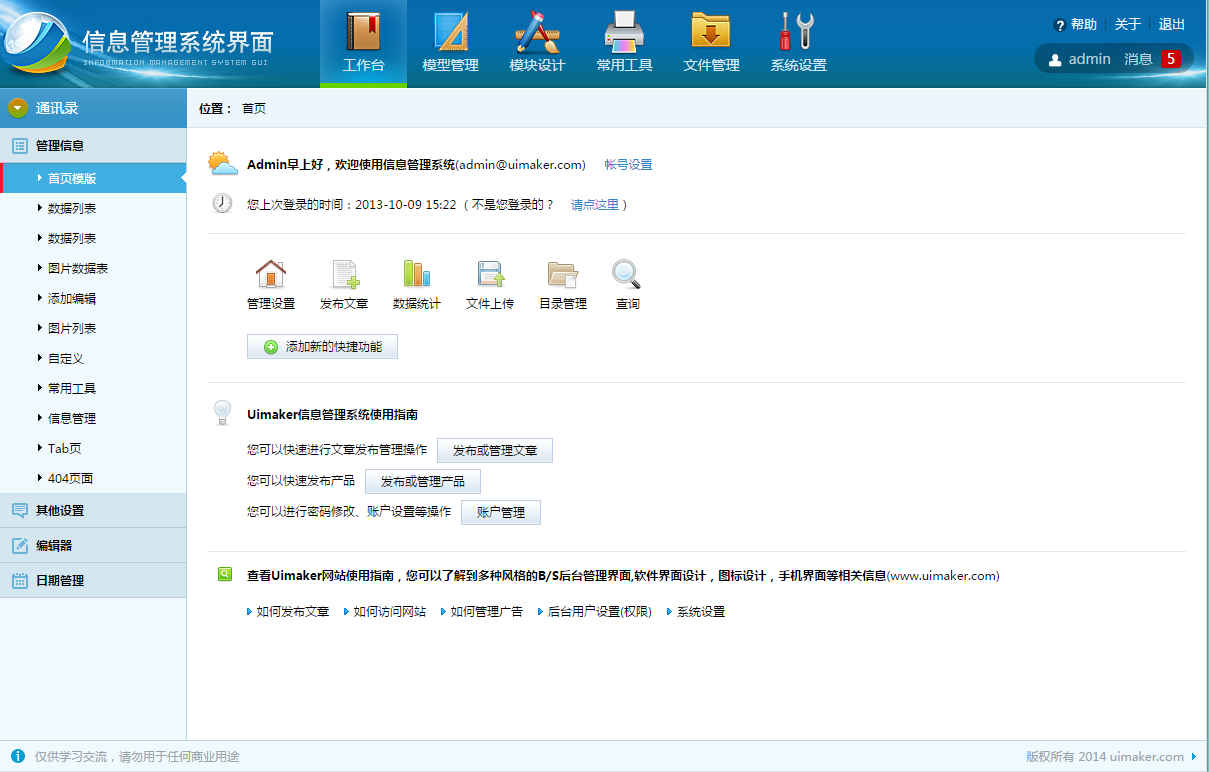 信息管理系统界面
INFORMATION MANAGEMENT SYSTEM GUI
工作台 模型管理 模块设计 常用工具 文件管理 系统设置
帮助 关于 退出
admin 消息 5
通讯录
位置： 首页
管理信息
首页模版
数据列表
数据列表
图片数据表
添加编辑
图片列表
自定义
常用工具
信息管理
Tab页
404页面
其他设置
编辑器
日期管理
Admin早上好，欢迎使用信息管理系统(admin@uimaker.com) 帐号设置
您上次登录的时间：2013-10-09 15:22 （不是您登录的？ 请点这里）
管理设置 发布文章 数据统计 文件上传 目录管理 查询
添加新的快捷功能
Uimaker信息管理系统使用指南
您可以快速进行文章发布管理操作 发布或管理文章
您可以快速发布产品 发布或管理产品
您可以进行密码修改、账户设置等操作 账户管理
查看Uimaker网站使用指南，您可以了解到多种风格的B/S后台管理界面,软件界面设计，图标设计，手机界面等相关信息(www.uimaker.com)
如何发布文章 如何访问网站 如何管理广告 后台用户设置(权限) 系统设置
仅供学习交流，请勿用于任何商业用途
版权所有 2014 uimaker.com